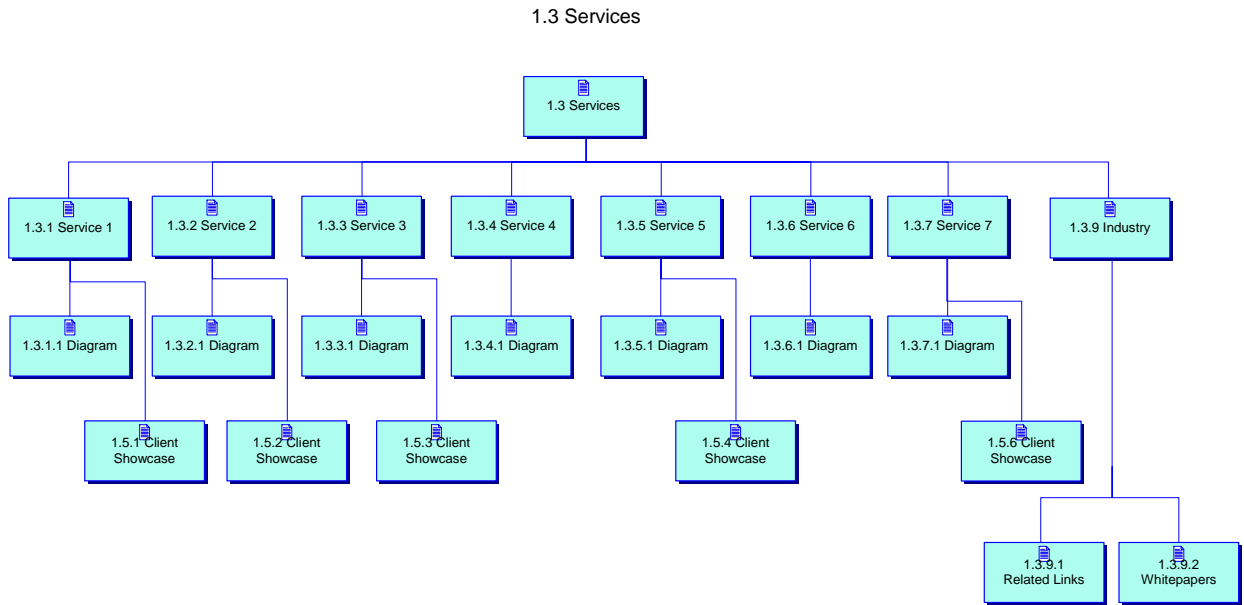 1.3 Services
1.3 Services
1.3.1 Service 1
1.3.2 Service 2
1.3.3 Service 3
1.3.4 Service 4
1.3.5 Service 5
1.3.6 Service 6
1.3.7 Service 7
1.3.9 Industry
1.3.1.1 Diagram
1.3.2.1 Diagram
1.3.3.1 Diagram
1.3.4.1 Diagram
1.3.5.1 Diagram
1.3.6.1 Diagram
1.3.7.1 Diagram
1.5.1 Client
Showcase
1.5.2 Client
Showcase
1.5.3 Client
Showcase
1.5.4 Client
Showcase
1.5.6 Client
Showcase
1.3.9.1
Related Links
1.3.9.2
Whitepapers